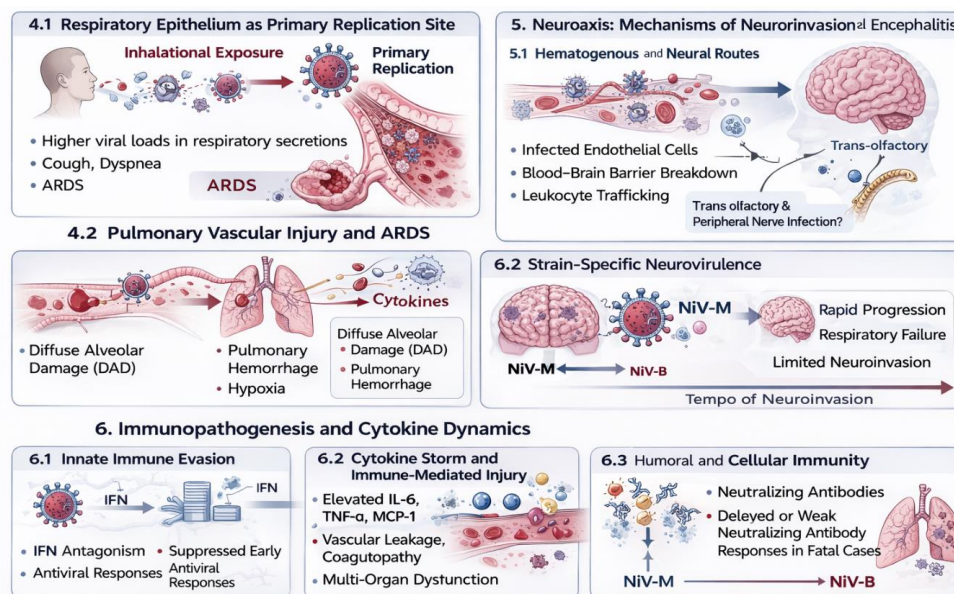 4.1 Respiratory Epithelium as Primary Replication Site
Inhalational Exposure
Primary
Replication
• Higher viral loads in respiratory secretions
• Cough, Dyspnea
• ARDS
ARDS
5. Neuroaxis: Mechanisms of Neurorinvasion al Encephalitis
5.1 Hematogenous and Neural Routes
• Infected Endothelial Cells
• Blood–Brain Barrier Breakdown
• Leukocyte Trafficking
Trans-olfactory
Trans olfactory &
Peripheral Nerve Infection?
4.2 Pulmonary Vascular Injury and ARDS
Cytokines
• Diffuse Alveolar
Damage (DAD)
• Pulmonary
Hemorrhage
• Hypoxia
Diffuse Alveolar
• Damage (DAD)
• Pulmonary
Hemorrhage
6.2 Strain-Specific Neurovirulence
NiV-M
NiV-M
NiV-B
Rapid Progression
Respiratory Failure
Limited Neuroinvasion
Tempo of Neuroinvasion
6. Immunopathogenesis and Cytokine Dynamics
6.1 Innate Immune Evasion
IFN
IFN
• IFN Antagonism
• Antiviral Responses
• Suppressed Early
Antiviral
Responses
6.2 Cytokine Storm and
Immune-Mediated Injury
• Elevated IL-6,
TNF-α, MCP-1
• Vascular Leakage,
Coagutopathy
• Multi-Organ Dystunction
6.3 Humoral and Cellular Immunity
• Neutralizing Antibodies
• Deleyed or Weak
Neutralizing Antibody
Responses in Fatal Cases
NiV-M
NiV-B